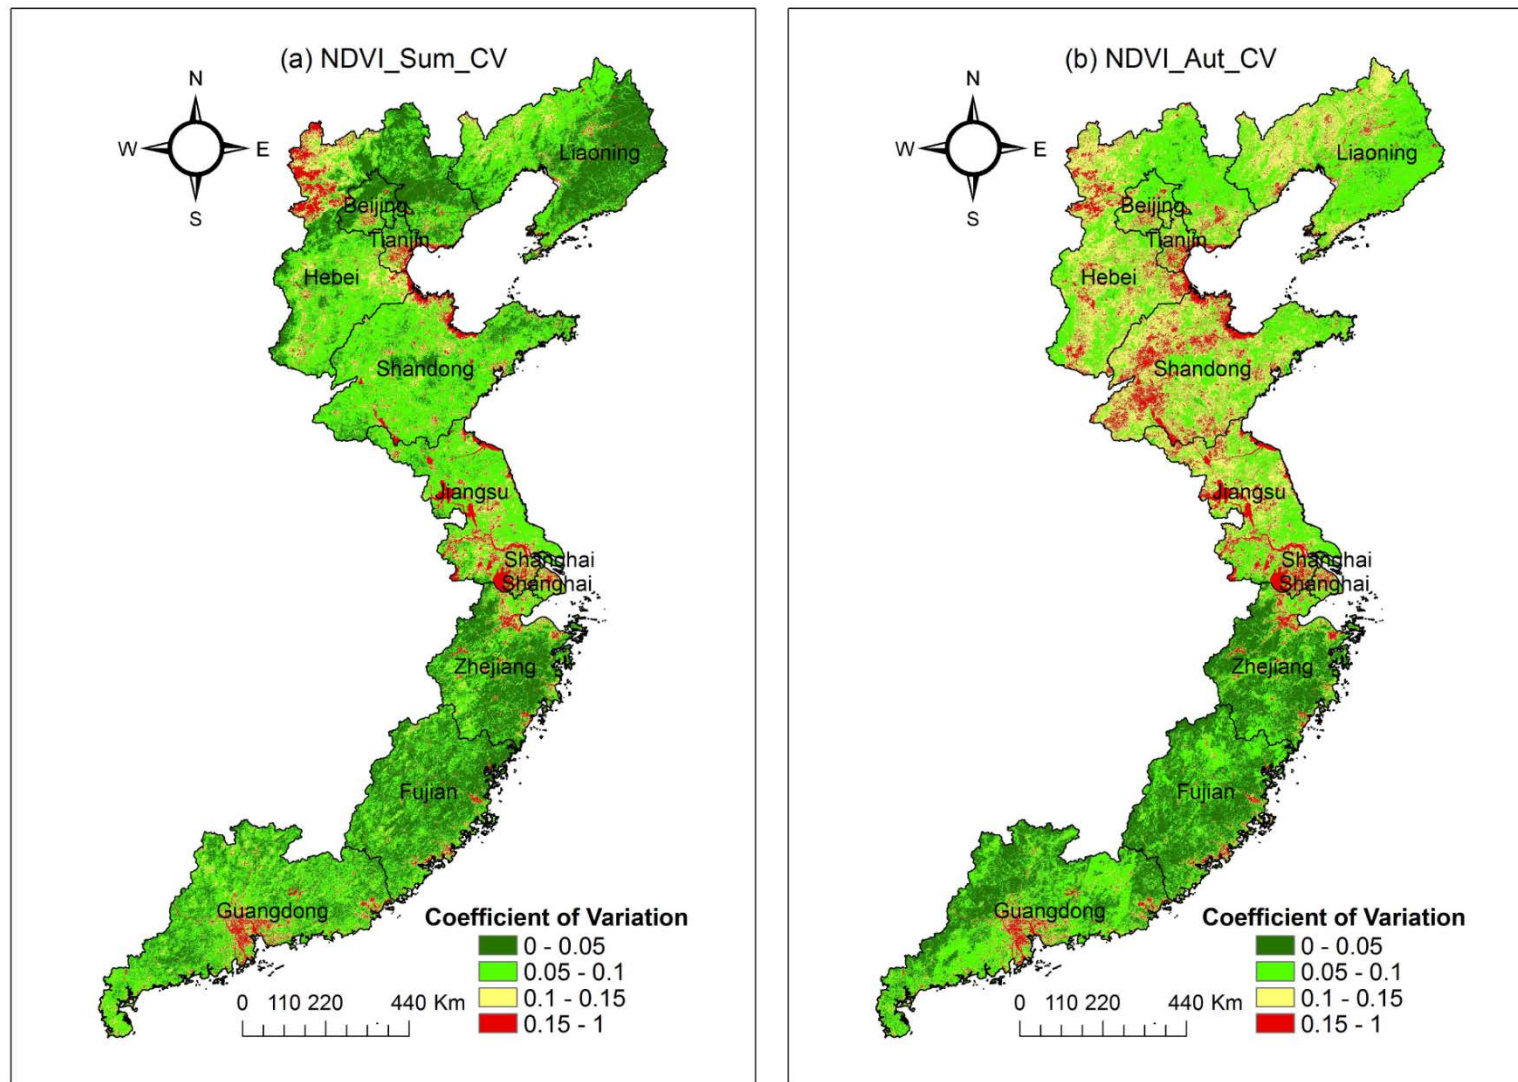 (a) NDVI_Sum_CV
N
W
E
S
Liaoning
Beijing
Tianjin
Hebei
Shandong
Jiangsu
Shanghai
Shanghai
Zhejiang
Fujian
Guangdong
Coefficient of Variation
0 - 0.05
0.05 - 0.1
0.1 - 0.15
0.15 - 1
0 110 220 440 Km
(b) NDVI_Aut_CV
N
W
E
S
Liaoning
Beijing
Tianjin
Hebei
Shandong
Jiangsu
Shanghai
Shanghai
Zhejiang
Fujian
Guangdong
Coefficient of Variation
0 - 0.05
0.05 - 0.1
0.1 - 0.15
0.15 - 1
0 110 220 440 Km